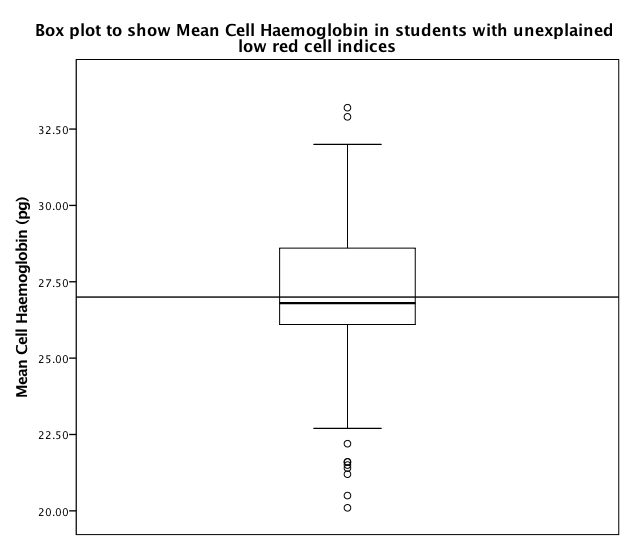 Box plot to show Mean Cell Haemoglobin in students with unexplained
low red cell indices
Mean Cell Haemoglobin (pg)
32.50
30.00
27.50
25.00
22.50
20.00